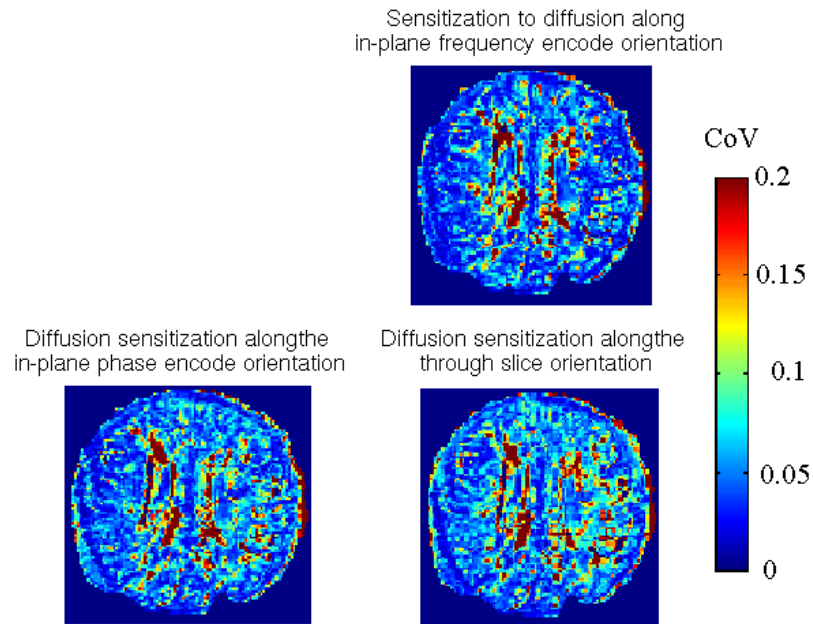 Sensitization to diffusion along
in-plane frequency encode orientation
CoV
0.2
0.15
0.1
0.05
0
Diffusion sensitization alongthe
in-plane phase encode orientation
Diffusion sensitization alongthe
through slice orientation